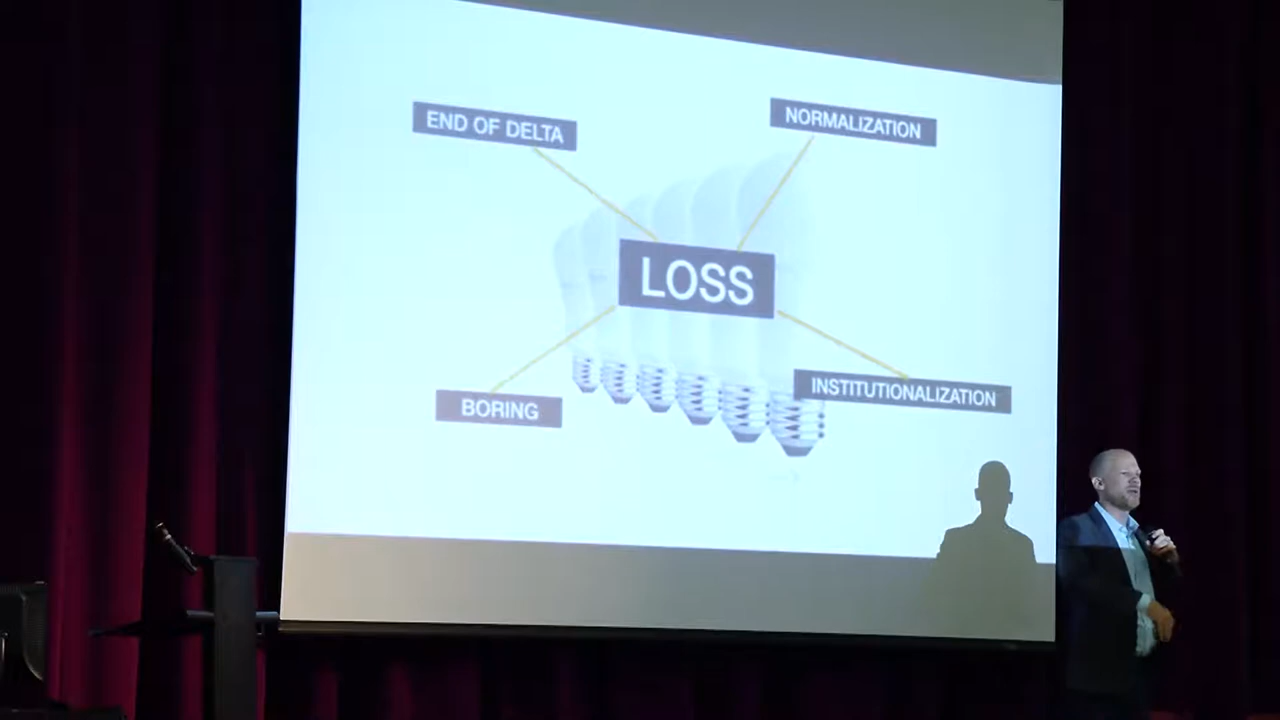 END OF DELTA
NORMALIZATION
LOSS
BORING
INSTITUTIONALIZATION